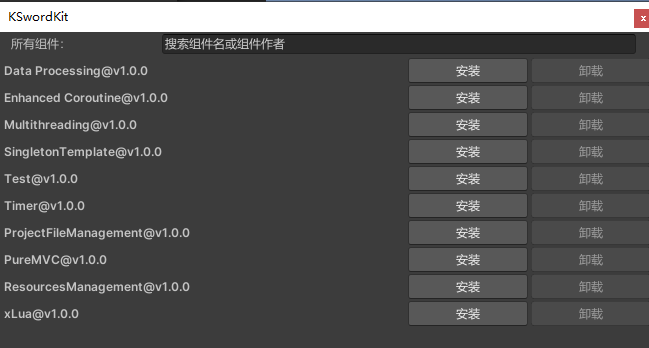 KSwordKit x
所有组件: 搜索组件名或组件作者
Data Processing@v1.0.0 安装 卸载
Enhanced Coroutine@v1.0.0 安装 卸载
Multithreading@v1.0.0 安装 卸载
SingletonTemplate@v1.0.0 安装 卸载
Test@v1.0.0 安装 卸载
Timer@v1.0.0 安装 卸载
ProjectFileManagement@v1.0.0 安装 卸载
PureMVC@v1.0.0 安装 卸载
ResourcesManagement@v1.0.0 安装 卸载
xLua@v1.0.0 安装 卸载